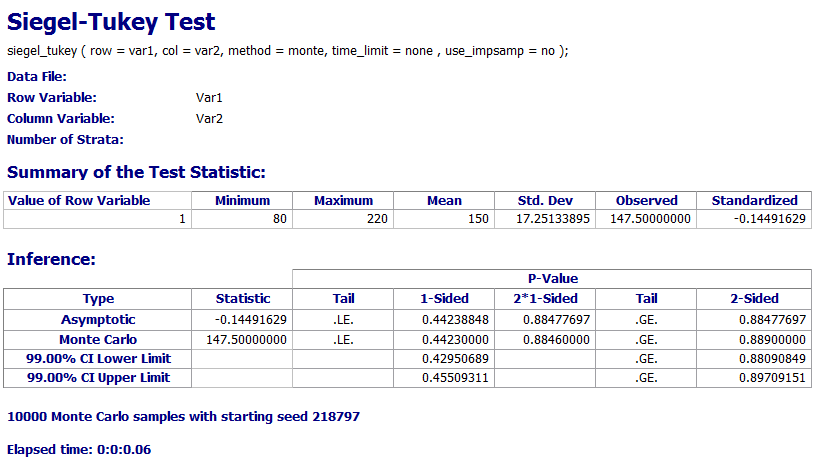 Siegel-Tukey Test
siegel_tukey ( row = var1, col = var2, method = monte, time_limit = none , use_impsamp = no );
Data File:
Row Variable: Var1
Column Variable: Var2
Number of Strata:
Summary of the Test Statistic:
Value of Row Variable Minimum Maximum Mean Std. Dev Observed Standardized
1 80 220 150 17.25133895 147.50000000 -0.14491629
Inference:
P-Value
Type Statistic Tail 1-Sided 2*1-Sided Tail 2-Sided
Asymptotic -0.14491629 .LE. 0.44238848 0.88477697 .GE. 0.88477697
Monte Carlo 147.50000000 .LE. 0.44230000 0.88460000 .GE. 0.88900000
99.00% CI Lower Limit 0.42950689 .GE. 0.88090849
99.00% CI Upper Limit 0.45509311 .GE. 0.89709151
10000 Monte Carlo samples with starting seed 218797
Elapsed time: 0:0:0.06